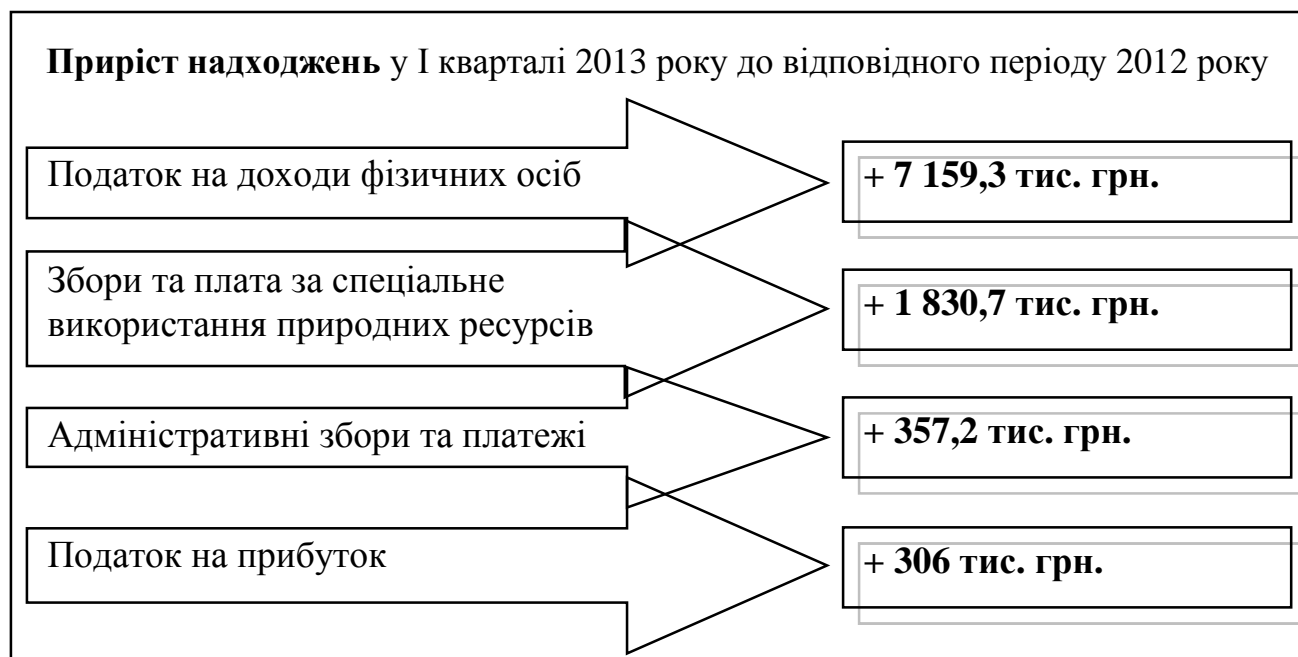 Приріст надходжень у І кварталі 2013 року до відповідного періоду 2012 року
Податок на доходи фізичних осіб
+ 7 159,3 тис. грн.
Збори та плата за спеціальне
використання природних ресурсів
+ 1 830,7 тис. грн.
Адміністративні збори та платежі
+ 357,2 тис. грн.
Податок на прибуток
+ 306 тис. грн.